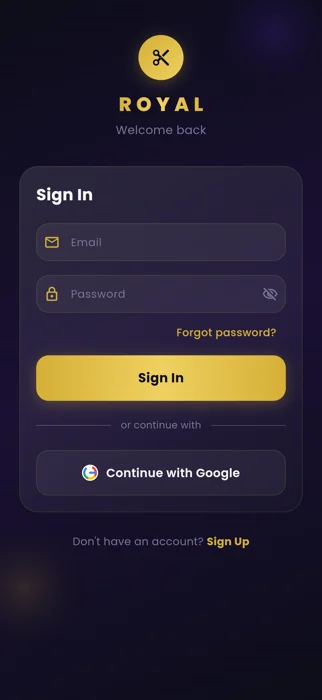 ROYAL
Welcome back
Sign In
Email
Password
Forgot password?
Sign In
or continue with
Continue with Google
Don't have an account? Sign Up